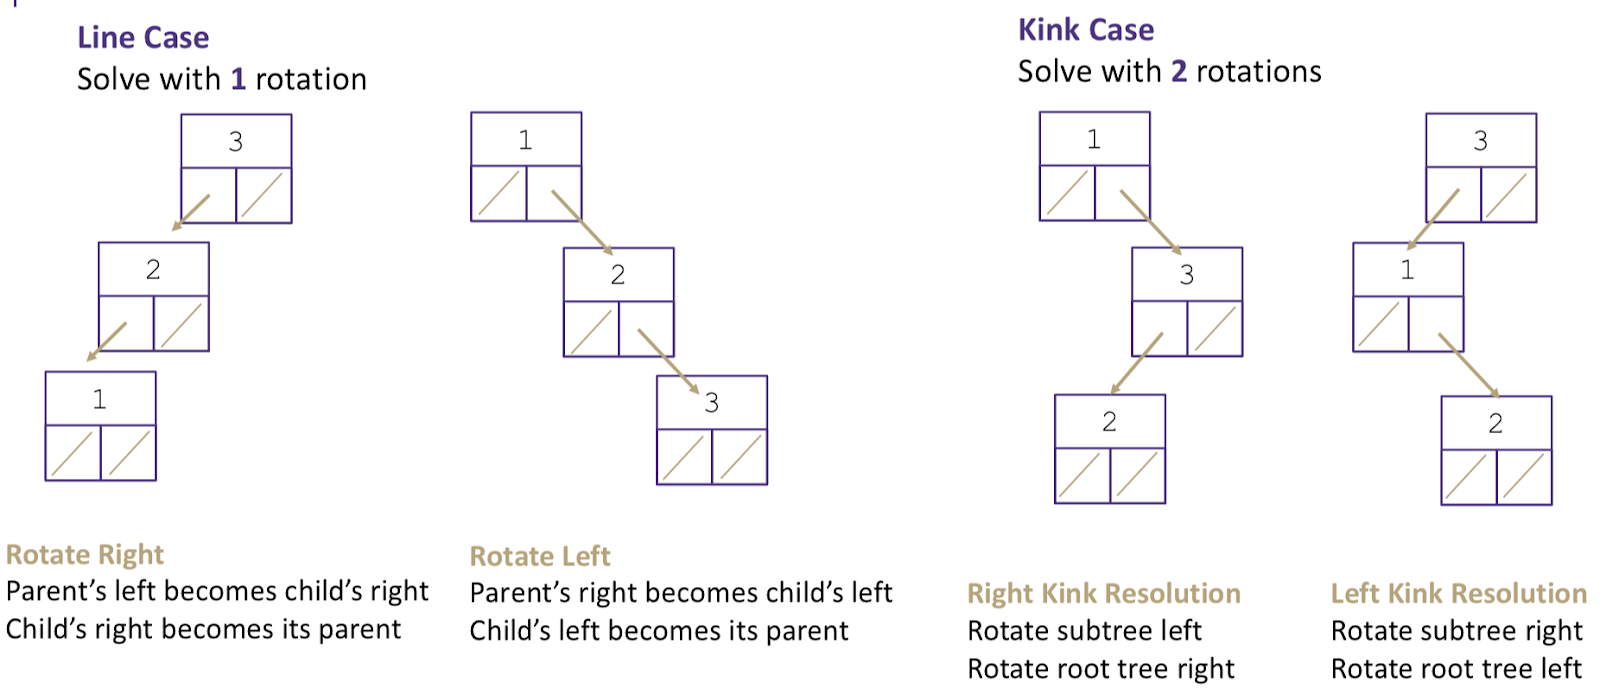 Line Case
Solve with 1 rotation
3
2
1
1
2
3
Rotate Right
Parent's left becomes child's right
Child's right becomes its parent
Rotate Left
Parent's right becomes child's left
Child's left becomes its parent
Kink Case
Solve with 2 rotations
1
3
2
3
1
2
Right Kink Resolution
Rotate subtree left
Rotate root tree right
Left Kink Resolution
Rotate subtree right
Rotate root tree left